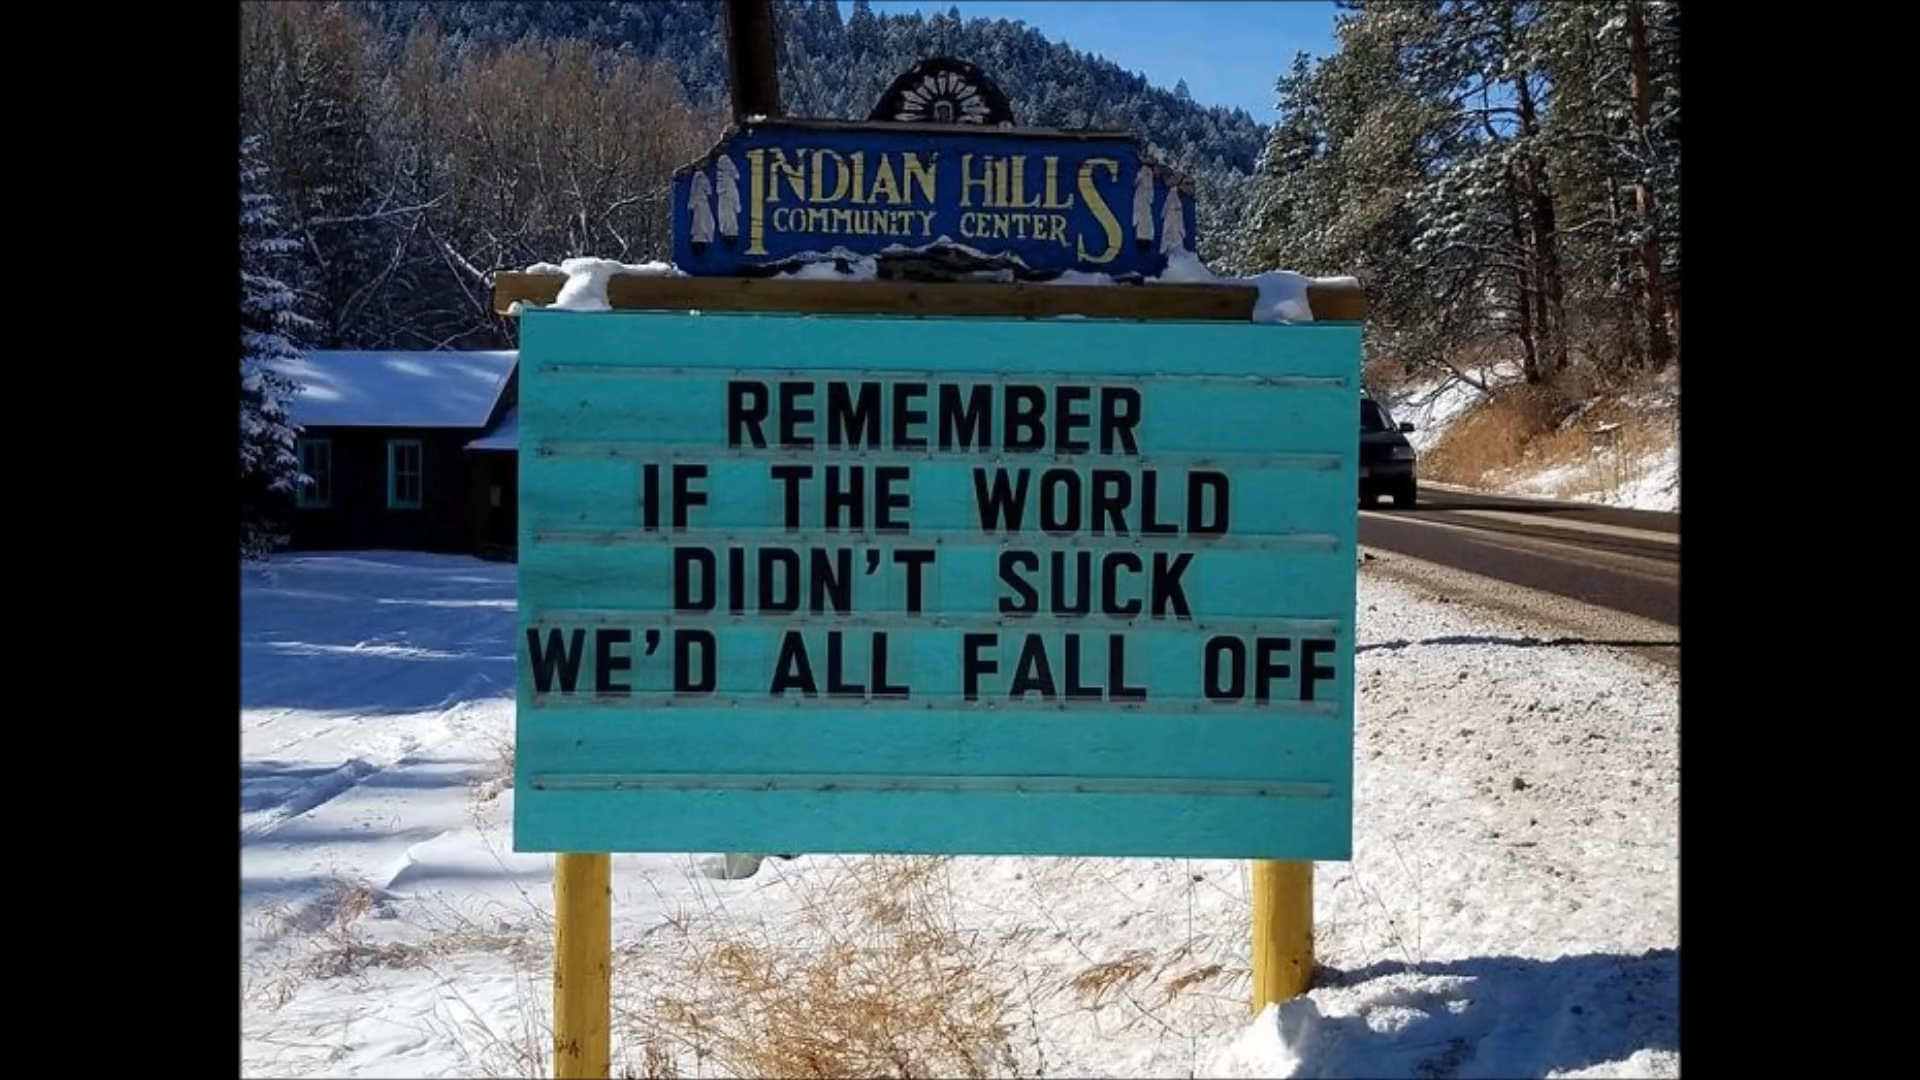 INDIAN HILLS
COMMUNITY CENTER
REMEMBER
IF THE WORLD
DIDN'T SUCK
WE'D ALL FALL OFF